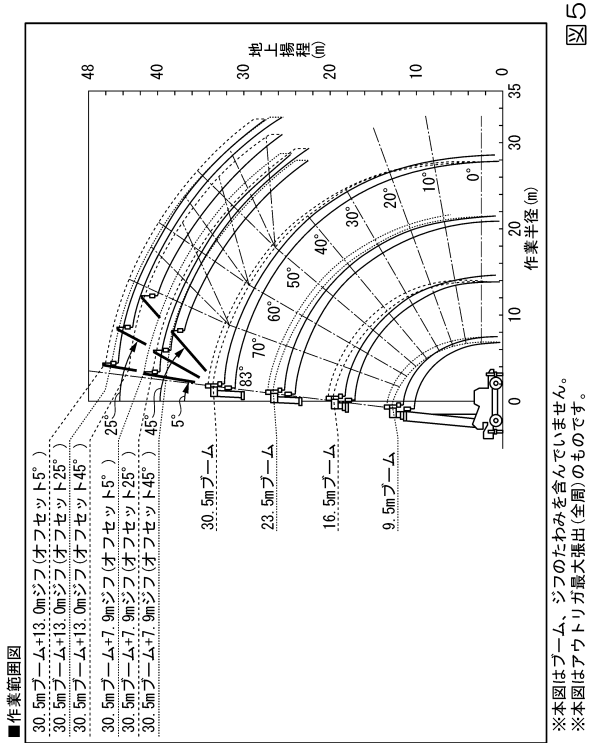 ■作業範囲図
30.5mブーム+13.0mジフ(オフセット5°)
30.5mブーム+13.0mジフ(オフセット25°)
30.5mブーム+13.0mジフ(オフセット45°)
30.5mブーム+7.9mジフ(オフセット5°)
30.5mブーム+7.9mジフ(オフセット25°)
30.5mブーム+7.9mジフ(オフセット45°)
30.5mブーム
23.5mブーム
16.5mブーム
9.5mブーム
25°
45°
5°
83°
70°
60°
50°
40°
30°
20°
10°
0°
48
40
30
20
10
0
地上揚程(m)
0
10
20
30
35
作業半径(m)
※本図はブーム、ジフのたわみを含んでいません。
※本図はアウトリガ最大張出(全周)のものです。
図5